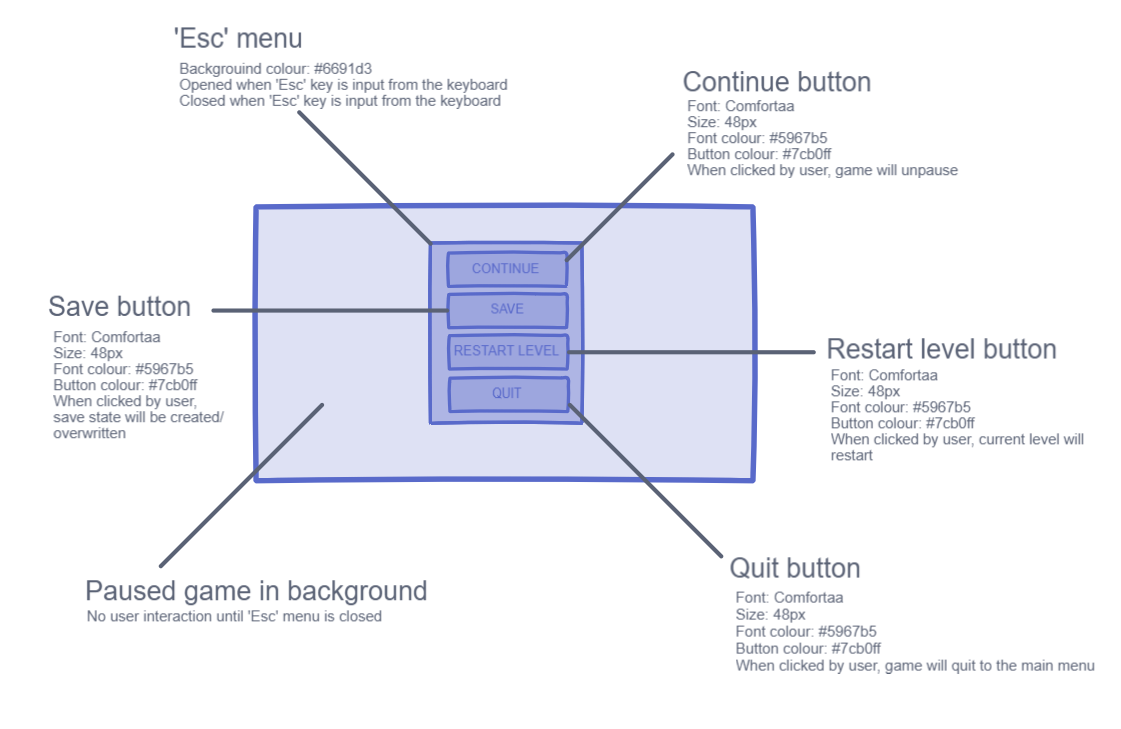 'Esc' menu
Backgrouind colour: #6691d3
Opened when 'Esc' key is input from the keyboard
Closed when 'Esc' key is input from the keyboard
Continue button
Font: Comfortaa
Size: 48px
Font colour: #5967b5
Button colour: #7cb0ff
When clicked by user, game will unpause
CONTINUE
SAVE
RESTART LEVEL
QUIT
Save button
Font: Comfortaa
Size: 48px
Font colour: #5967b5
Button colour: #7cb0ff
When clicked by user,
save state will be created/
overwritten
Restart level button
Font: Comfortaa
Size: 48px
Font colour: #5967b5
Button colour: #7cb0ff
When clicked by user, current level will
restart
Paused game in background
No user interaction until 'Esc' menu is closed
Quit button
Font: Comfortaa
Size: 48px
Font colour: #5967b5
Button colour: #7cb0ff
When clicked by user, game will quit to the main menu